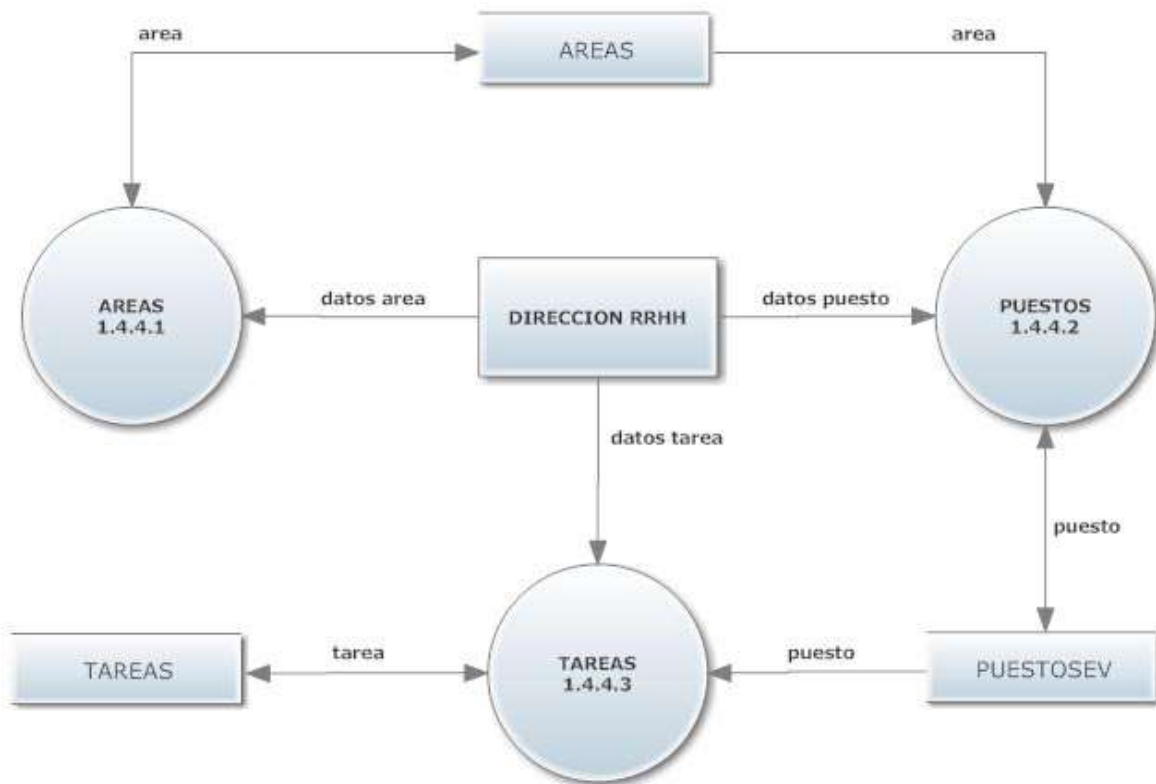 area
AREAS
area
AREAS
1.4.4.1
datos area
DIRECCION RRHH
datos puesto
PUESTOS
1.4.4.2
datos tarea
puesto
TAREAS
tarea
TAREAS
1.4.4.3
puesto
PUESTOSEV